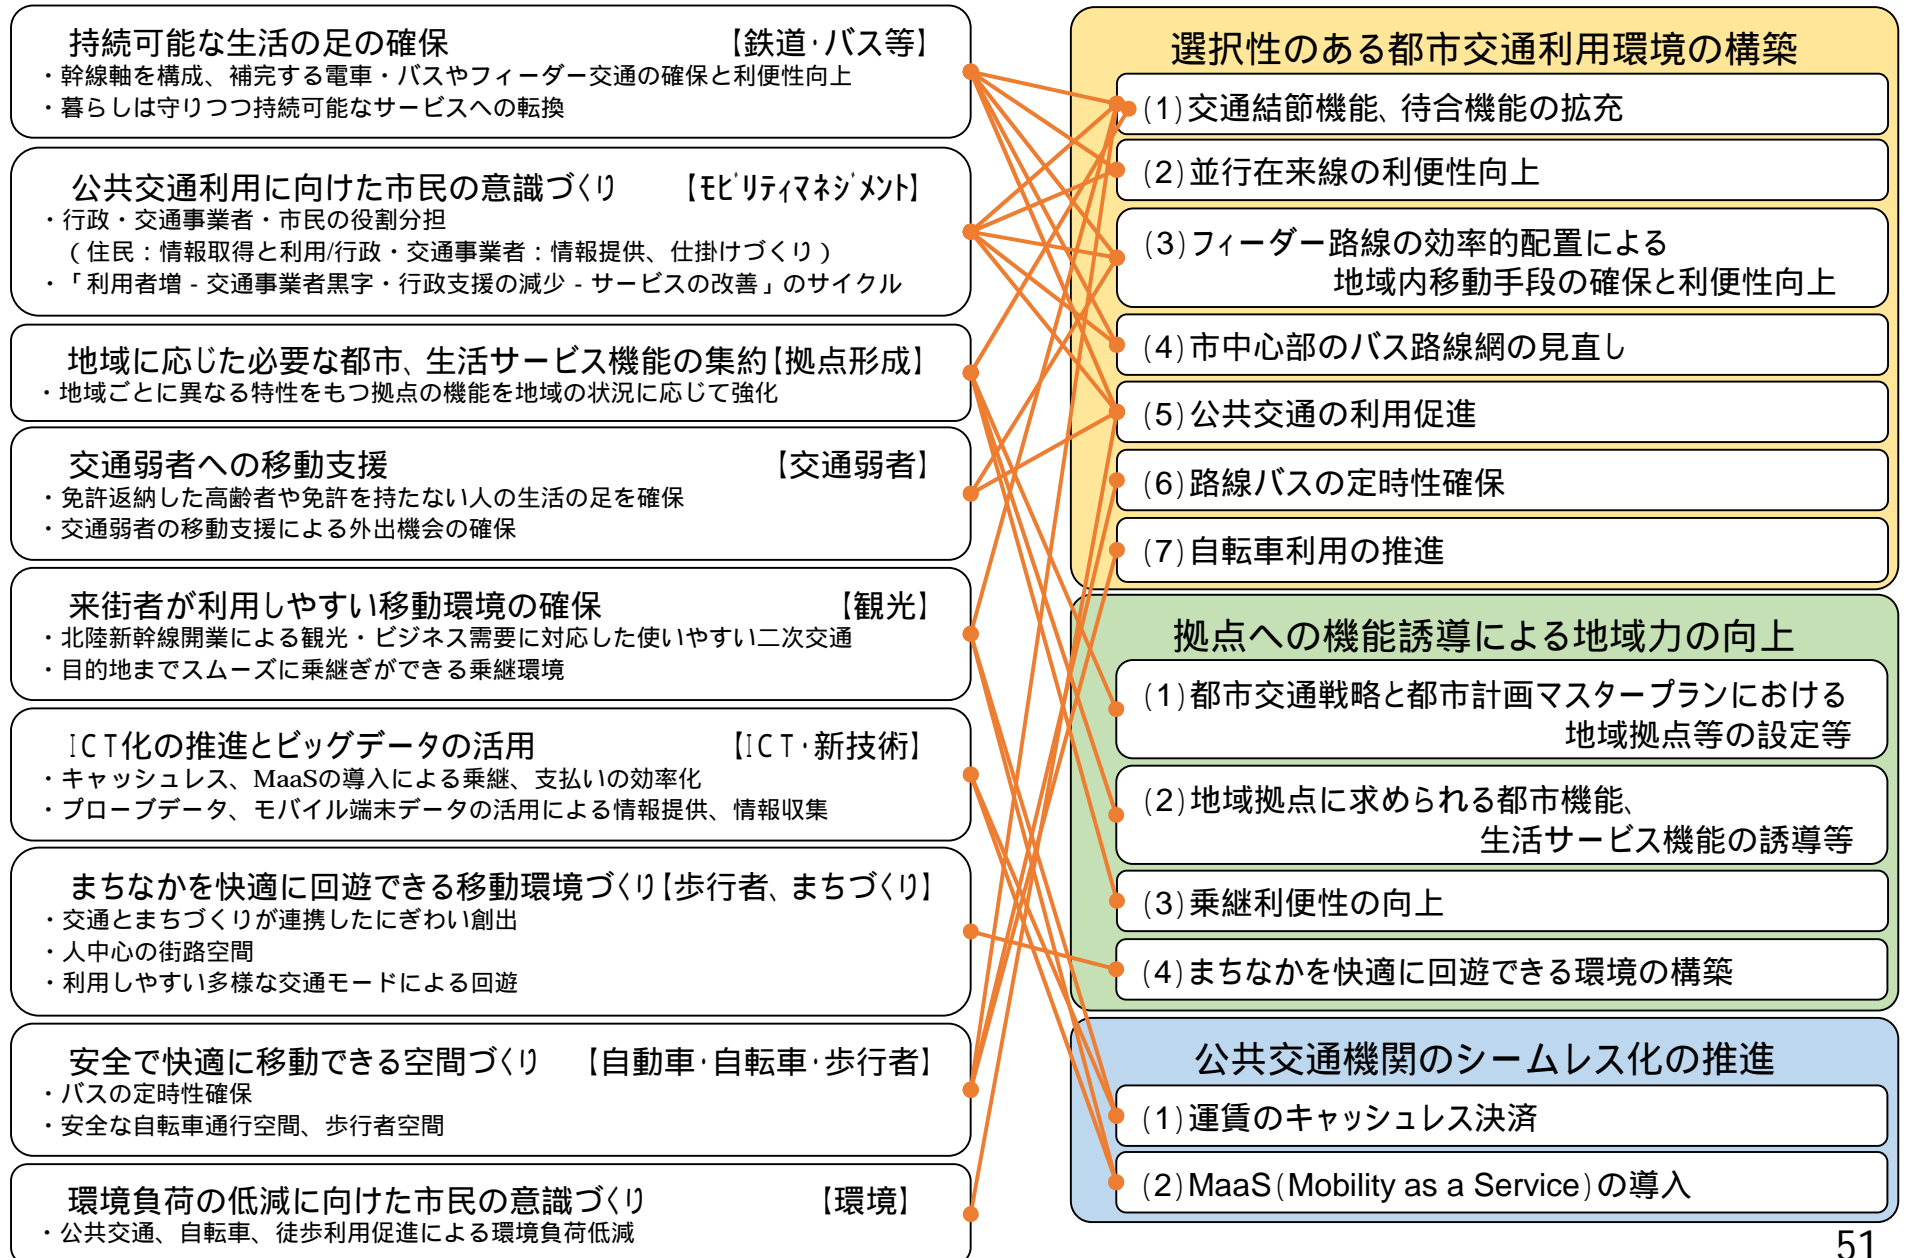 持続可能な生活の足の確保　【鉄道・バス等】
・幹線軸を構成、補完する電車・バスやフィーダー交通の確保と利便性向上
・暮らしは守りつつ持続可能なサービスへの転換
公共交通利用に向けた市民の意識づくり　【ﾓﾋﾞﾘﾃｨﾏﾈｼﾞﾒﾝﾄ】
・行政・交通事業者・市民の役割分担
（住民：情報取得と利用/行政・交通事業者：情報提供、仕掛けづくり）
・「利用者増 - 交通事業者黒字・行政支援の減少 - サービスの改善」のサイクル
地域に応じた必要な都市、生活サービス機能の集約【拠点形成】
・地域ごとに異なる特性をもつ拠点の機能を地域の状況に応じて強化
交通弱者への移動支援　【交通弱者】
・免許返納した高齢者や免許を持たない人の生活の足を確保
・交通弱者の移動支援による外出機会の確保
来街者が利用しやすい移動環境の確保　【観光】
・北陸新幹線開業による観光・ビジネス需要に対応した使いやすい二次交通
・目的地までスムーズに乗継ぎができる乗継環境
ICT化の推進とビッグデータの活用　【ICT・新技術】
・キャッシュレス、MaaSの導入による乗継、支払いの効率化
・プローブデータ、モバイル端末データの活用による情報提供、情報収集
まちなかを快適に回遊できる移動環境づくり【歩行者、まちづくり】
・交通とまちづくりが連携したにぎわい創出
・人中心の街路空間
・利用しやすい多様な交通モードによる回遊
安全で快適に移動できる空間づくり　【自動車・自転車・歩行者】
・バスの定時性確保
・安全な自転車通行空間、歩行者空間
環境負荷の低減に向けた市民の意識づくり　【環境】
・公共交通、自転車、徒歩利用促進による環境負荷低減
選択性のある都市交通利用環境の構築
(1)交通結節機能、待合機能の拡充
(2)並行在来線の利便性向上
(3)フィーダー路線の効率的配置による
地域内移動手段の確保と利便性向上
(4)市中心部のバス路線網の見直し
(5)公共交通の利用促進
(6)路線バスの定時性確保
(7)自転車利用の推進
拠点への機能誘導による地域力の向上
(1)都市交通戦略と都市計画マスタープランにおける
地域拠点等の設定等
(2)地域拠点に求められる都市機能、
生活サービス機能の誘導等
(3)乗継利便性の向上
(4)まちなかを快適に回遊できる環境の構築
公共交通機関のシームレス化の推進
(1)運賃のキャッシュレス決済
(2)MaaS(Mobility as a Service)の導入
51